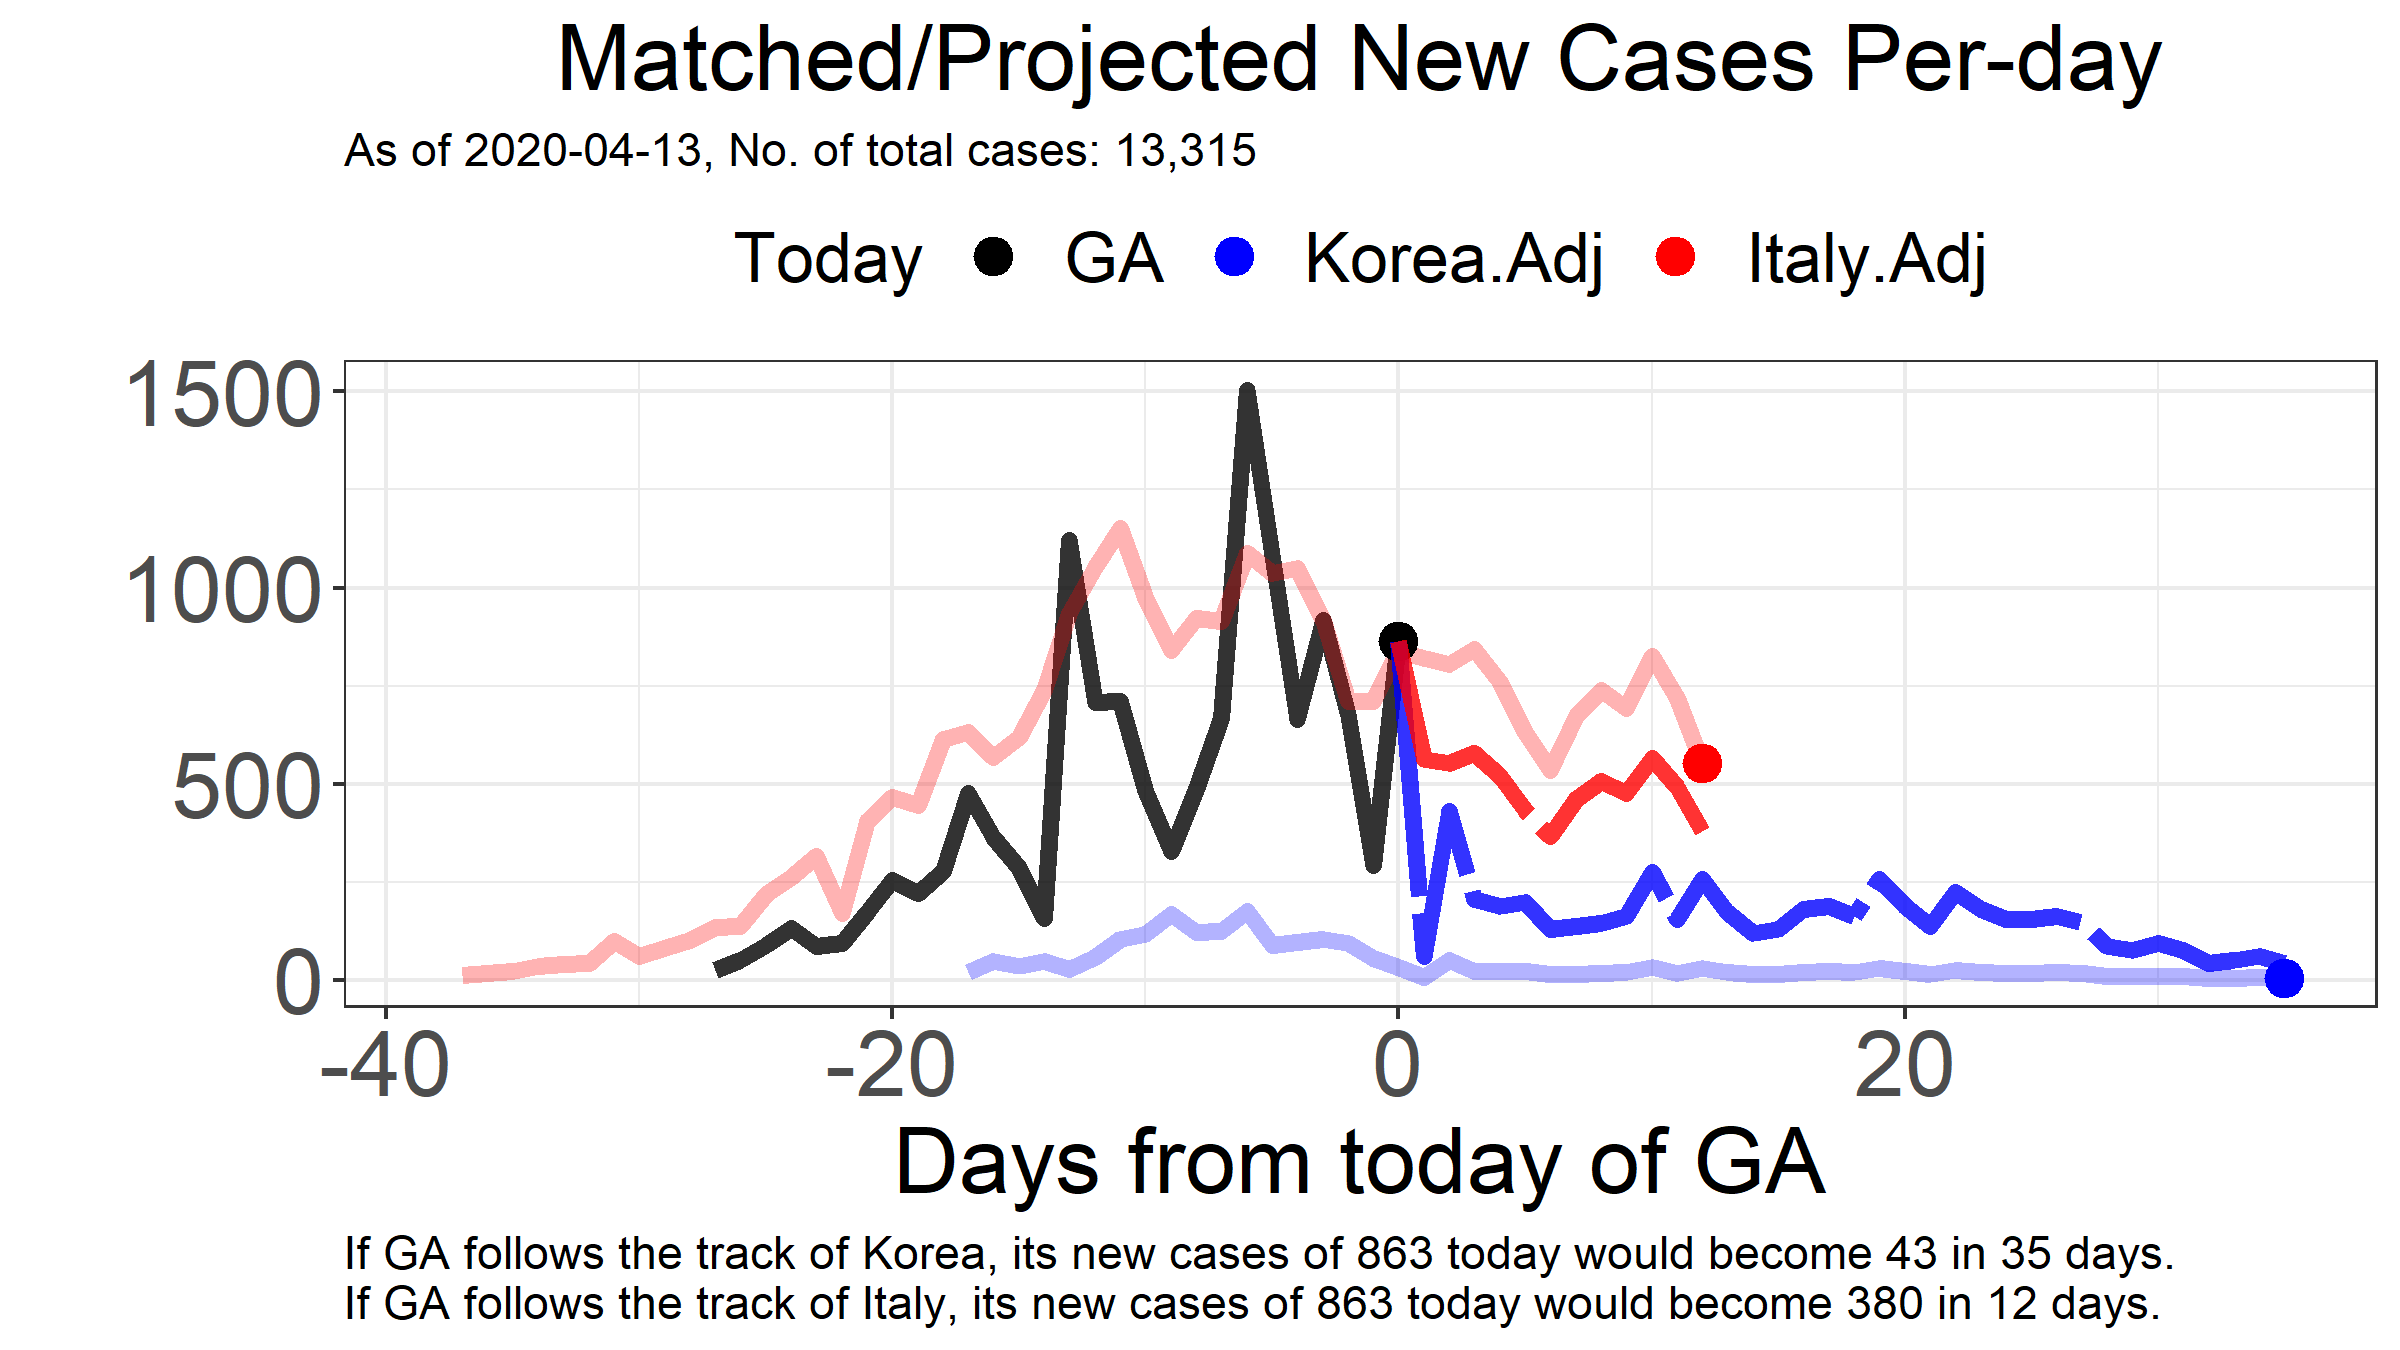 Matched/Projected New Cases Per-day
As of 2020-04-13, No. of total cases: 13,315
Today GA Korea.Adj Italy.Adj
1500
1000
500
0
-40 -20 0 20
Days from today of GA
If GA follows the track of Korea, its new cases of 863 today would become 43 in 35 days.
If GA follows the track of Italy, its new cases of 863 today would become 380 in 12 days.